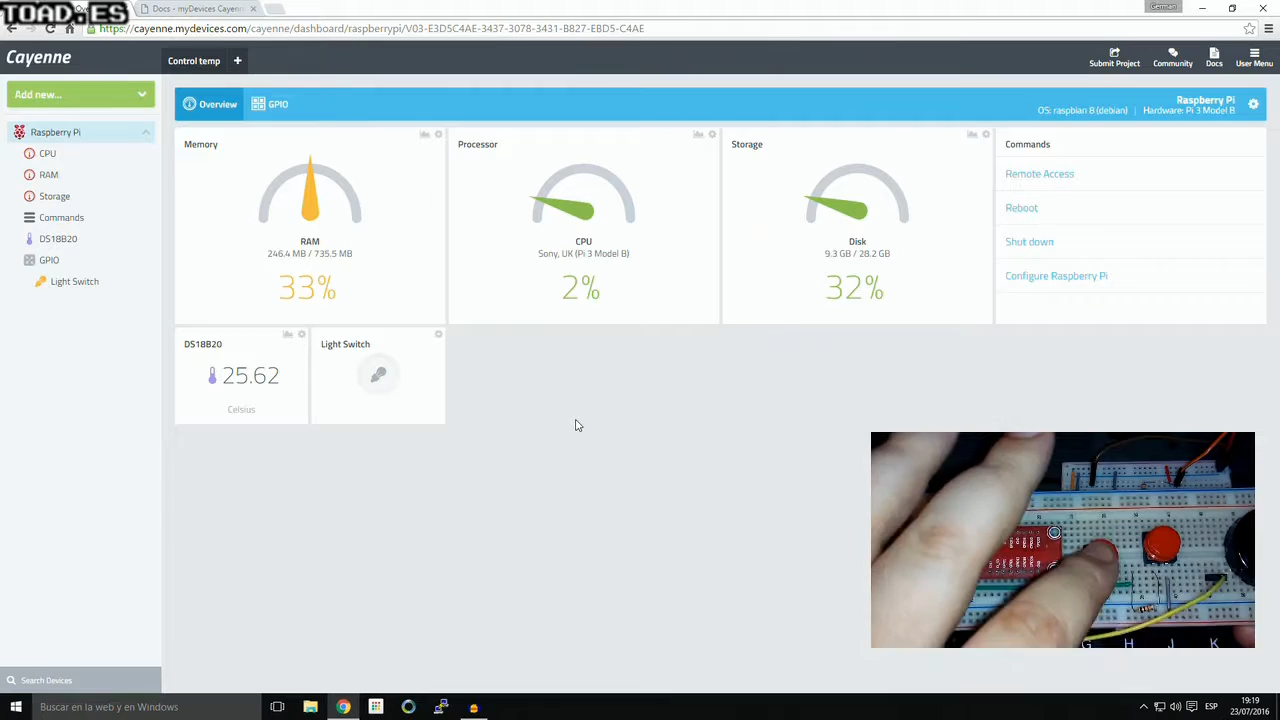 TOAD.ES
Docs - myDevices Cayenn
German
https://cayenne.mydevices.com/cayenne/dashboard/raspberrypi/V03-E3D5C4AE-3437-3078-3431-B827-EBD5-C4AE
Cayenne
Control temp
+
Submit Project
Community
Docs
User Menu
Add new...
Overview
GPIO
Raspberry Pi
OS: raspbian 8 (debian)
Hardware: Pi 3 Model B
Raspberry Pi
CPU
RAM
Storage
Commands
DS18B20
GPIO
Light Switch
Memory
RAM
246.4 MB / 735.5 MB
33%
Processor
CPU
Sony, UK (Pi 3 Model B)
2%
Storage
Disk
9.3 GB / 28.2 GB
32%
Commands
Remote Access
Reboot
Shut down
Configure Raspberry Pi
DS18B20
25.62
Celsius
Light Switch
G H J K
Search Devices
Buscar en la web y en Windows
ESP
19:19
23/07/2016